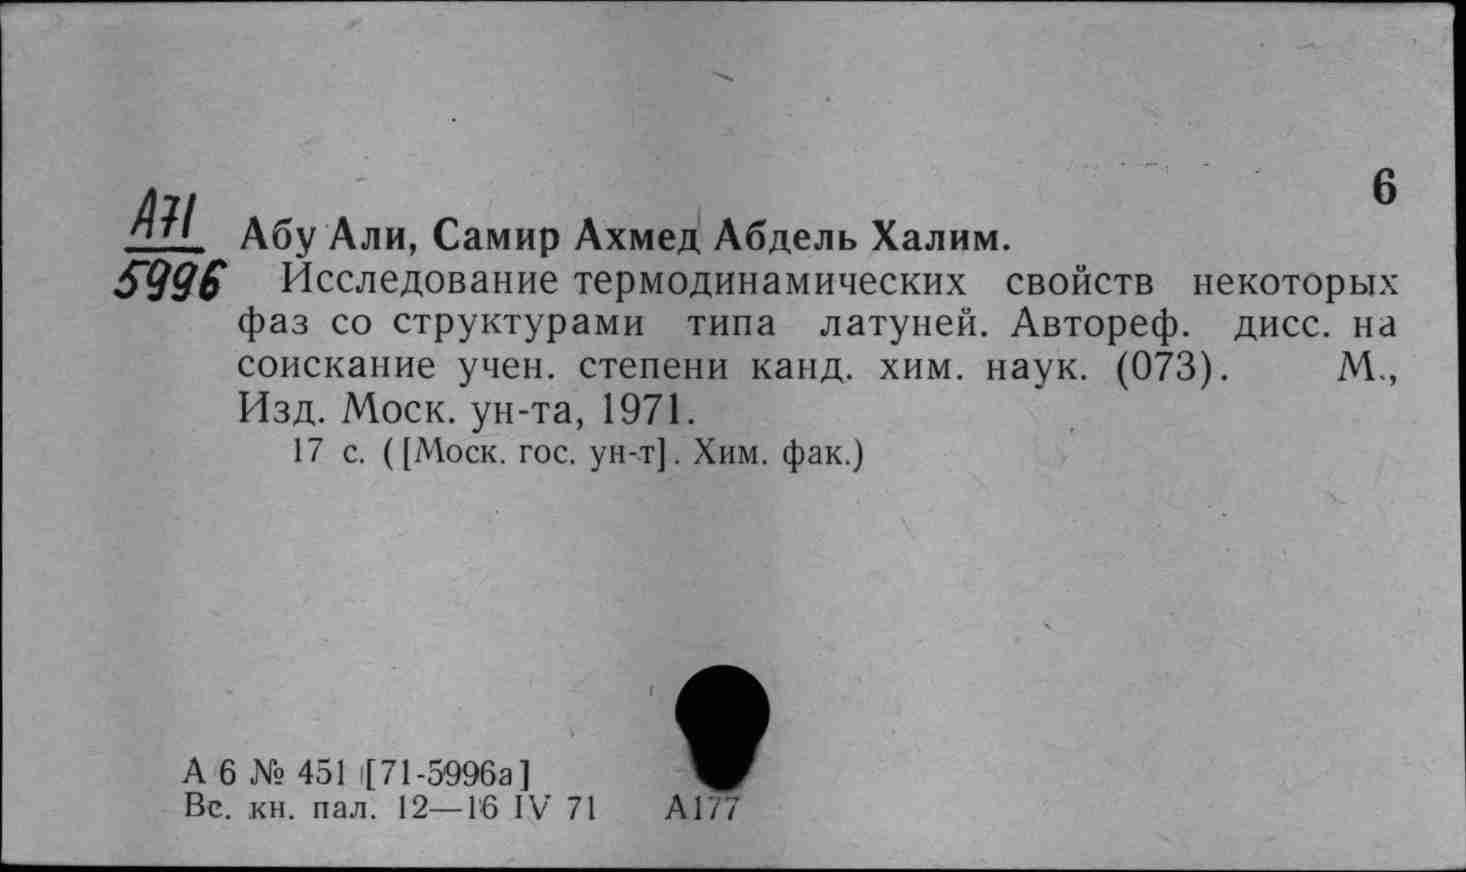 6
А71
Абу Али, Самир Ахмед Абдель Халим.
5996 Исследование термодинамических свойств некоторых
фаз со структурами типа латуней. Автореф. дисс. на
соискание учен. степени канд. хим. наук. (073). М.,
Изд. Моск. ун-та, 1971.
17 с. ([Моск. гос. ун-т]. Хим. фак.)
А 6 № 451 [71-5996а]
Вс. кн. пал. 12—16 IV 71 А177